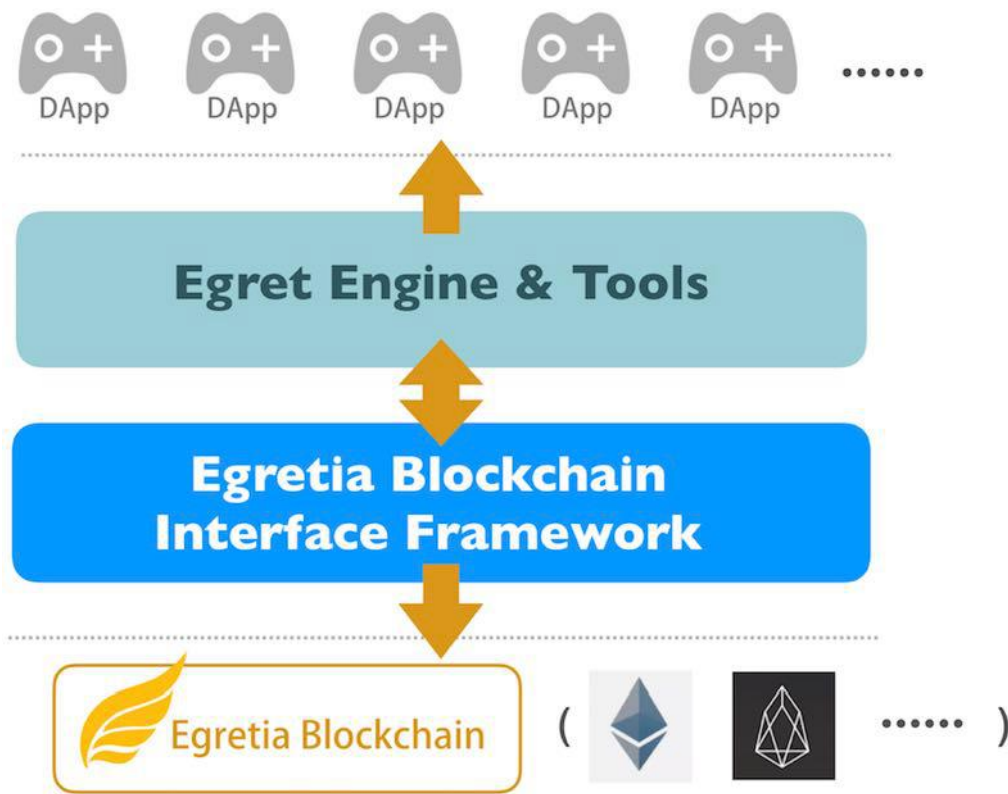 DApp DApp DApp DApp DApp ......
Egret Engine & Tools
Egretia Blockchain
Interface Framework
Egretia Blockchain ( ...... )